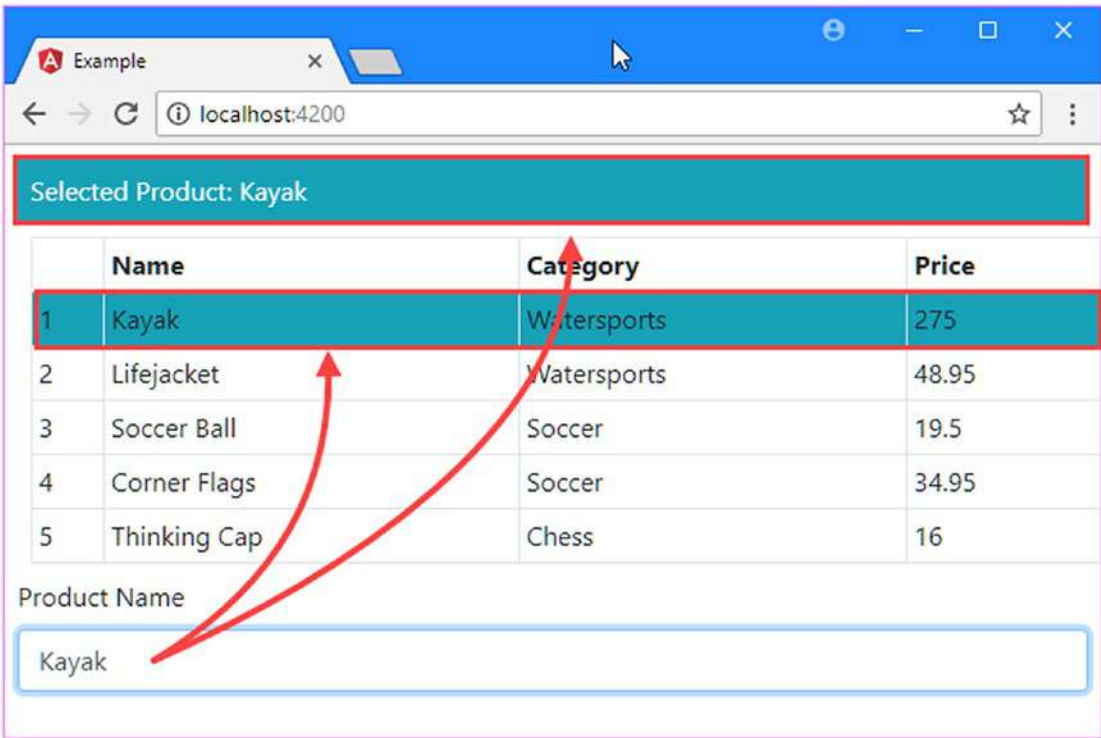 Example
localhost:4200
Selected Product: Kayak
Name Category Price
1 Kayak Watersports 275
2 Lifejacket Watersports 48.95
3 Soccer Ball Soccer 19.5
4 Corner Flags Soccer 34.95
5 Thinking Cap Chess 16
Product Name
Kayak